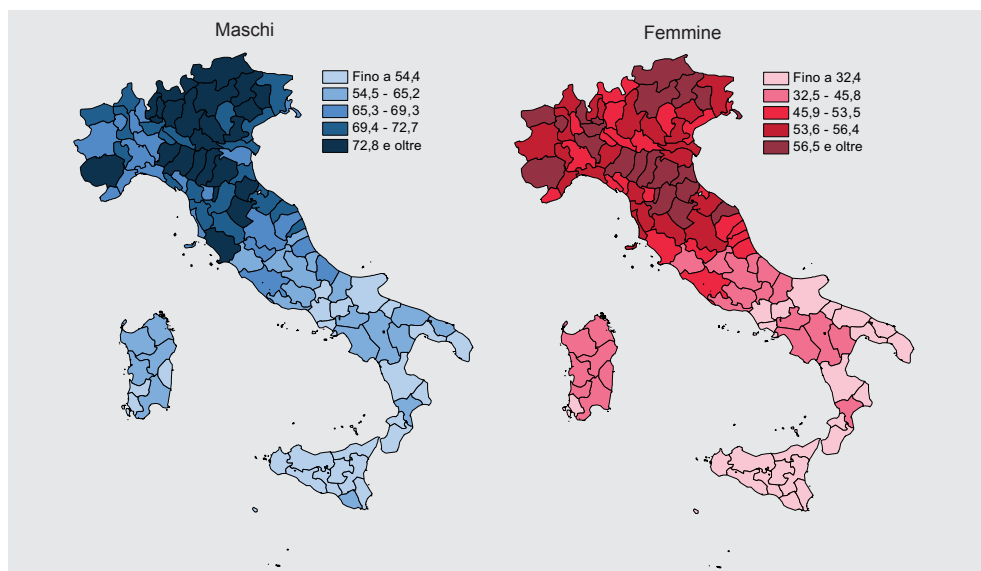 Maschi
Fino a 54,4
54,5 - 65,2
65,3 - 69,3
69,4 - 72,7
72,8 e oltre
Femmine
Fino a 32,4
32,5 - 45,8
45,9 - 53,5
53,6 - 56,4
56,5 e oltre